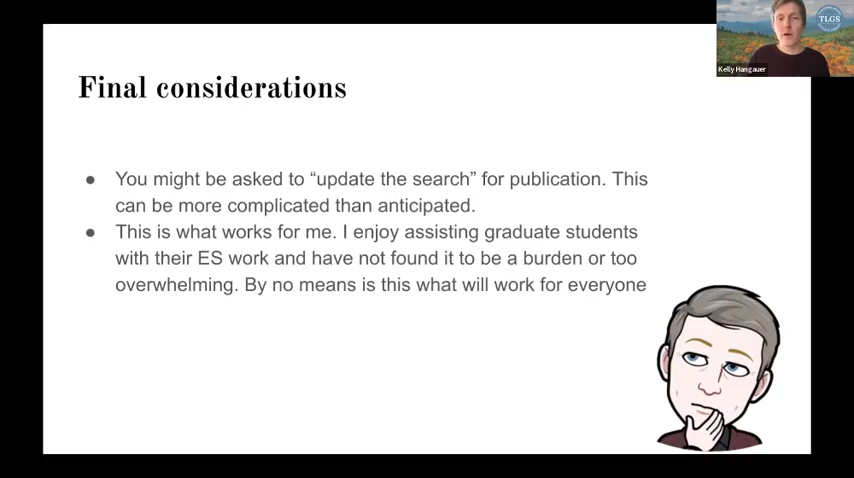 Final considerations
● You might be asked to “update the search” for publication. This
can be more complicated than anticipated.
● This is what works for me. I enjoy assisting graduate students
with their ES work and have not found it to be a burden or too
overwhelming. By no means is this what will work for everyone
TLGS
Kelly Hangauer